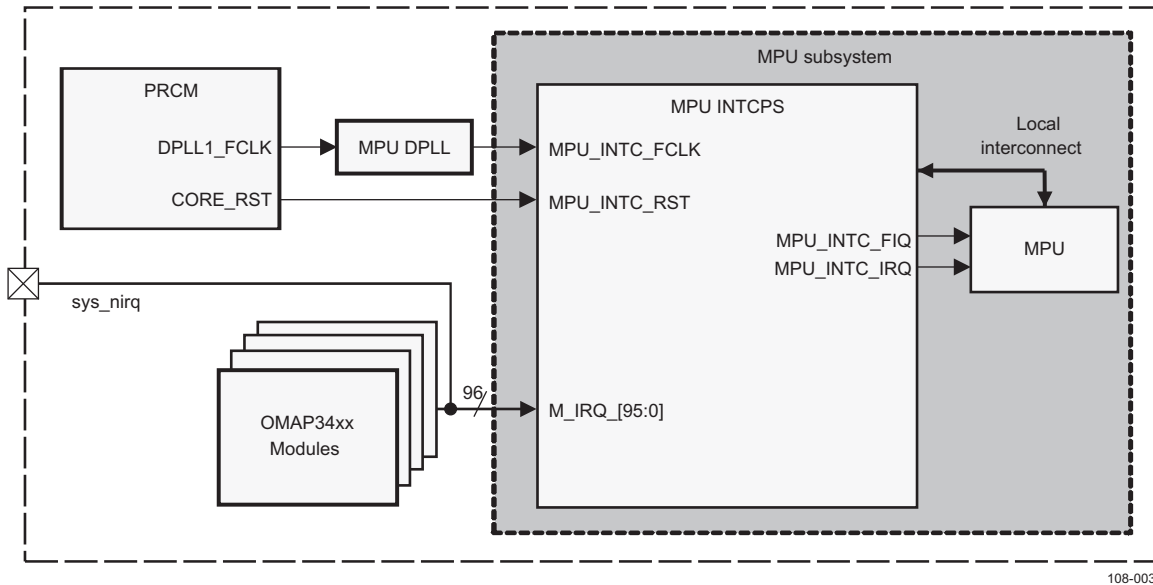 MPU subsystem
PRCM
MPU INTCPS
Local
interconnect
DPLL1_FCLK
MPU DPLL
MPU_INTC_FCLK
CORE_RST
MPU_INTC_RST
MPU_INTC_FIQ
MPU_INTC_IRQ
MPU
sys_nirq
96
M_IRQ_[95:0]
OMAP34xx
Modules
108-003